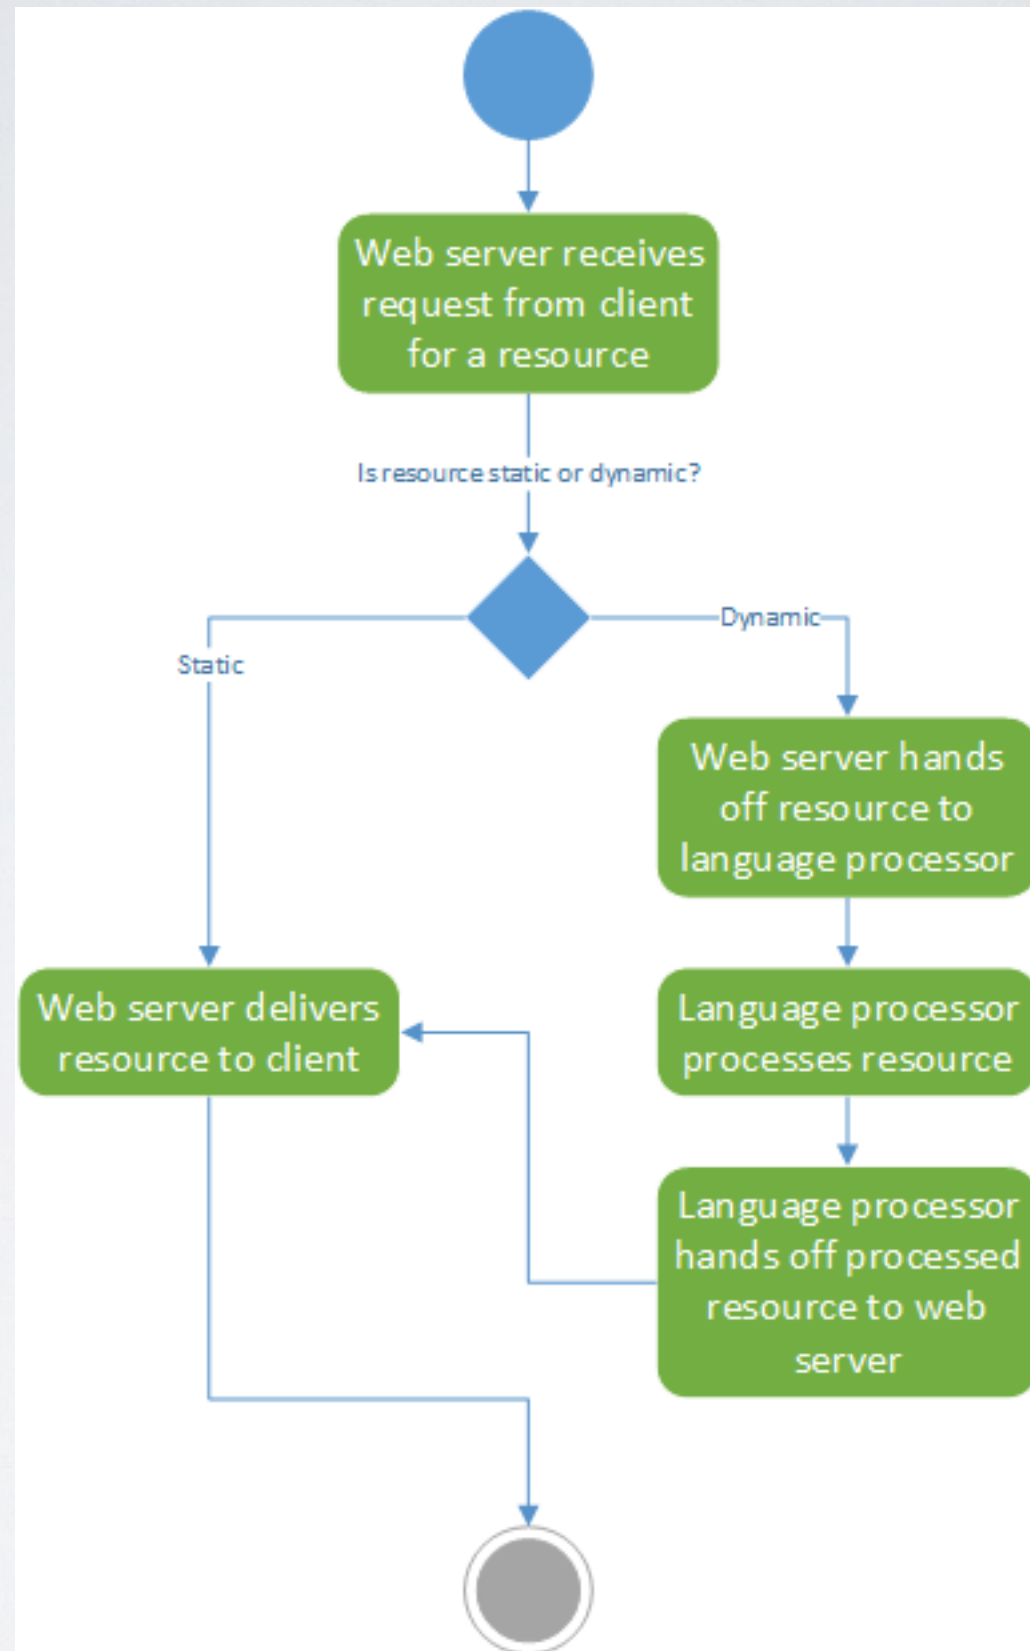 Web server receives
request from client
for a resource
Is resource static or dynamic?
Static
Dynamic
Web server hands
off resource to
language processor
Web server delivers
resource to client
Language processor
processes resource
Language processor
hands off processed
resource to web
server